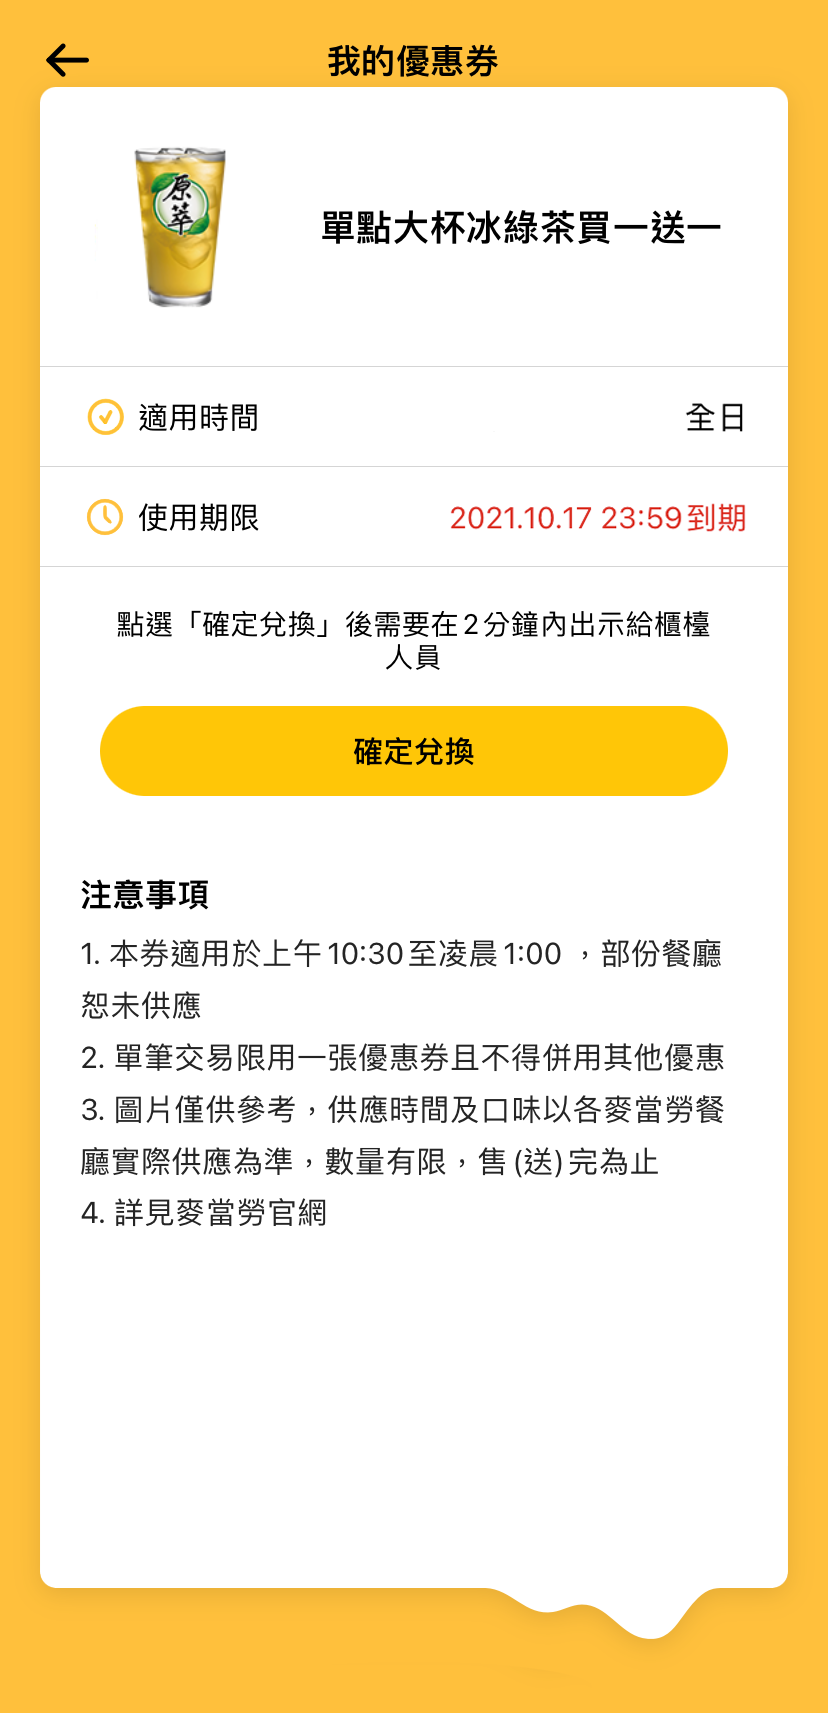 我的優惠券
原萃
單點大杯冰綠茶買一送一
適用時間 全日
使用期限 2021.10.17 23:59到期
點選「確定兌換」後需要在2分鐘內出示給櫃檯
人員
確定兌換
注意事項
1. 本券適用於上午10:30至凌晨1:00 ，部份餐廳
恕未供應
2. 單筆交易限用一張優惠券且不得併用其他優惠
3. 圖片僅供參考，供應時間及口味以各麥當勞餐
廳實際供應為準，數量有限，售(送)完為止
4. 詳見麥當勞官網